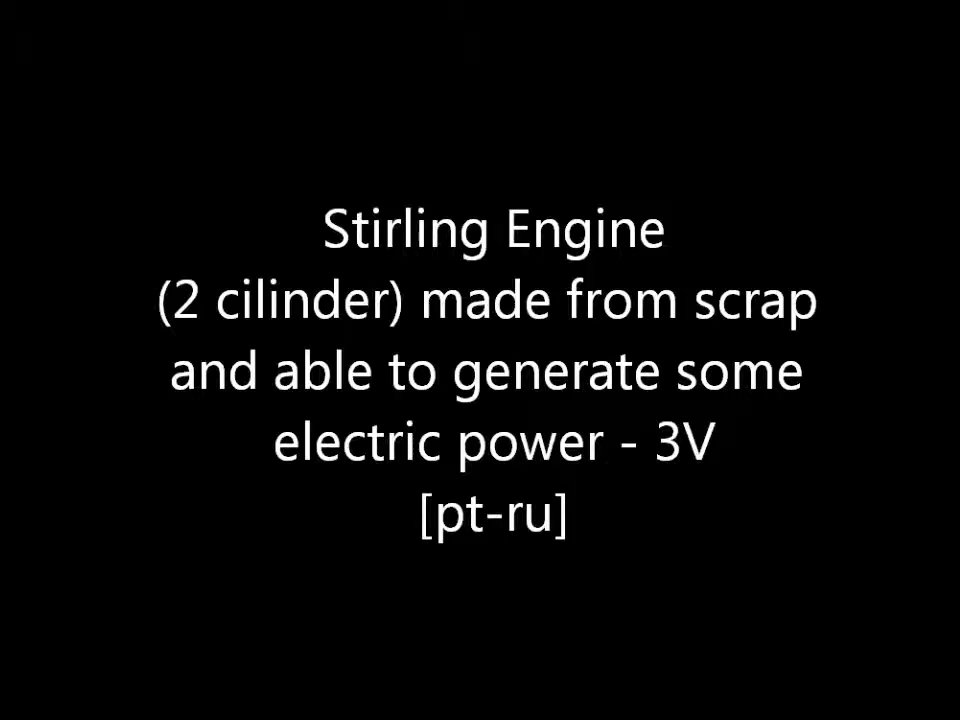 Stirling Engine
(2 cilinder) made from scrap
and able to generate some
electric power - 3V
[pt-ru]